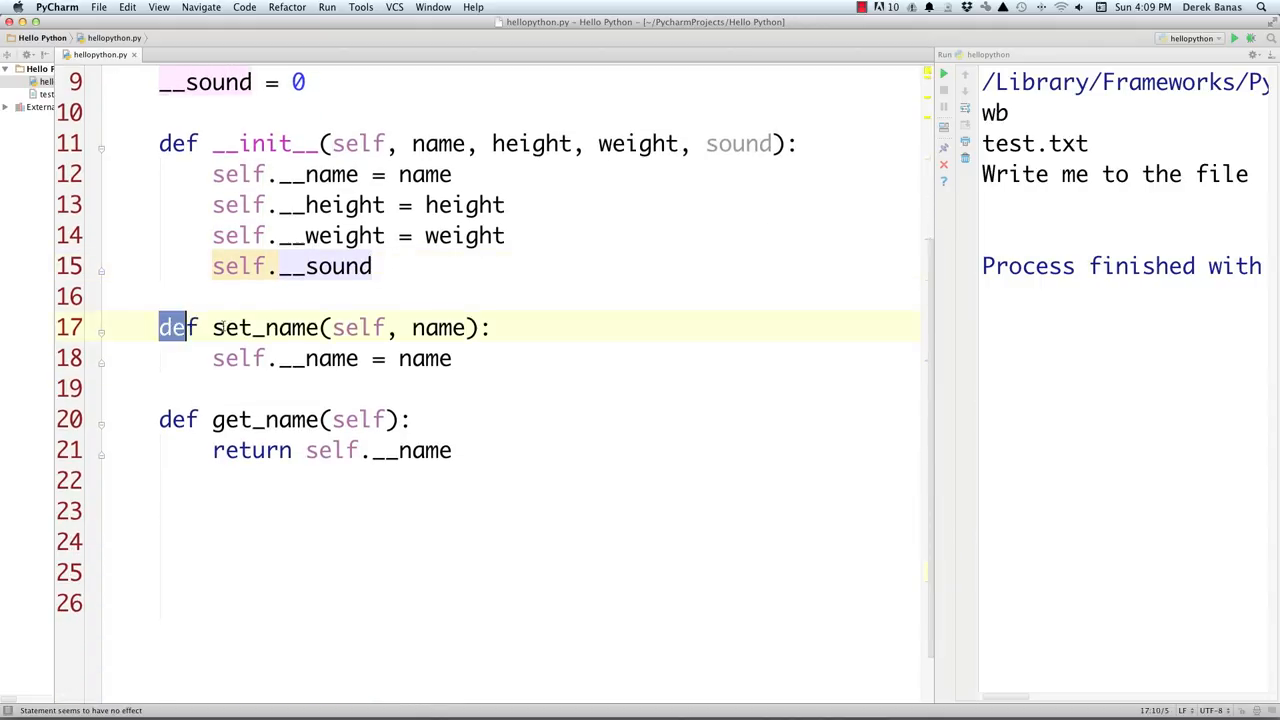 PyCharm File Edit View Navigate Code Refactor Run Tools VCS Window Help 10 Sun 4:09 PM Derek Banas
hellopython.py – Hello Python – [~/PycharmProjects/Hello Python]
Hello Python hellopython.py hellopython
hellopython.py Run hellopython
Hello F
hell
test
Externa
9 __sound = 0
10
11 def __init__(self, name, height, weight, sound):
12 self.__name = name
13 self.__height = height
14 self.__weight = weight
15 self.__sound
16
17 def set_name(self, name):
18 self.__name = name
19
20 def get_name(self):
21 return self.__name
22
23
24
25
26
/Library/Frameworks/Py
wb
test.txt
Write me to the file
Process finished with
Statement seems to have no effect 17:10/5 LF UTF-8